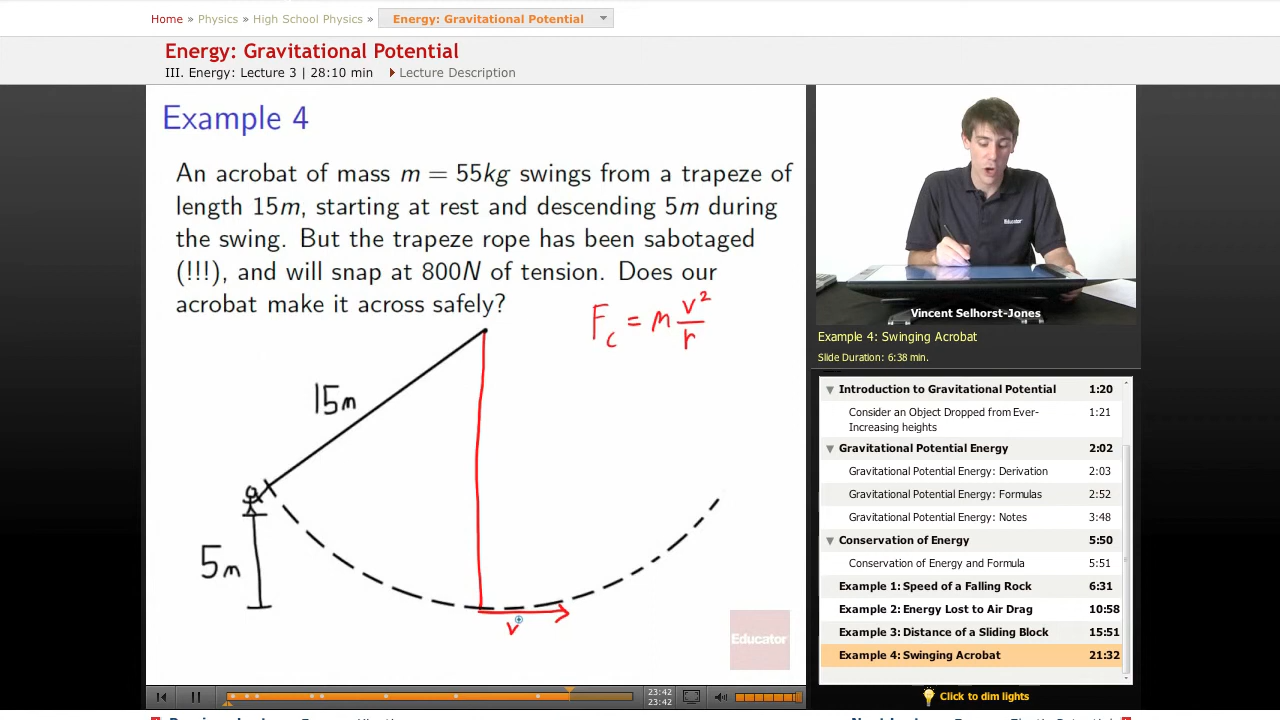 Home » Physics » High School Physics » Energy: Gravitational Potential
Energy: Gravitational Potential
III. Energy: Lecture 3 | 28:10 min Lecture Description
Example 4
An acrobat of mass m = 55kg swings from a trapeze of
length 15m, starting at rest and descending 5m during
the swing. But the trapeze rope has been sabotaged
(!!!), and will snap at 800N of tension. Does our
acrobat make it across safely?
F_c = m v²/r
15m
5m
v
Educator
Educator
Vincent Selhorst-Jones
Example 4: Swinging Acrobat
Slide Duration: 6:38 min.
Introduction to Gravitational Potential 1:20
Consider an Object Dropped from Ever- 1:21
Increasing heights
Gravitational Potential Energy 2:02
Gravitational Potential Energy: Derivation 2:03
Gravitational Potential Energy: Formulas 2:52
Gravitational Potential Energy: Notes 3:48
Conservation of Energy 5:50
Conservation of Energy and Formula 5:51
Example 1: Speed of a Falling Rock 6:31
Example 2: Energy Lost to Air Drag 10:58
Example 3: Distance of a Sliding Block 15:51
Example 4: Swinging Acrobat 21:32
23:42
23:42
Click to dim lights